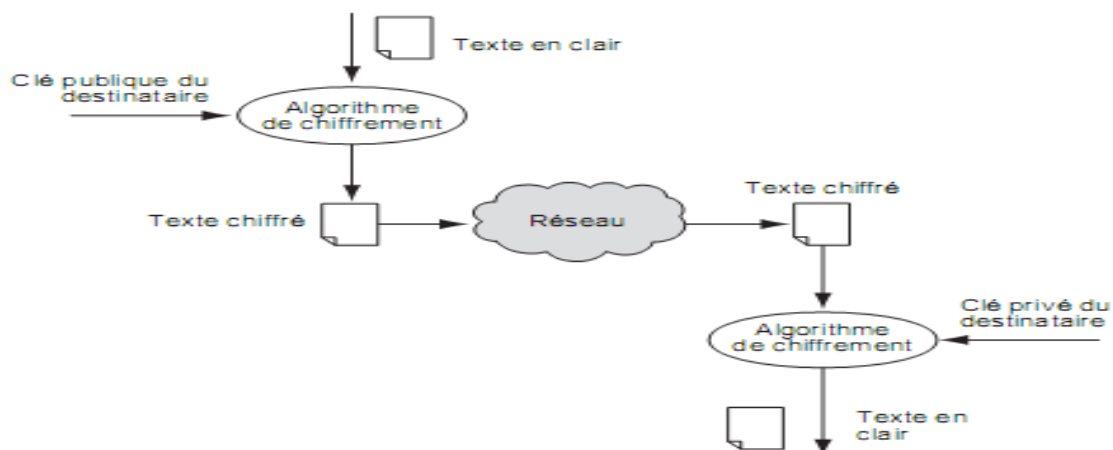 Texte en clair
Clé publique du
destinataire
Algorithme
de chiffrement
Texte chiffré
Réseau
Texte chiffré
Clé privé du
destinataire
Algorithme
de chiffrement
Texte en
clair